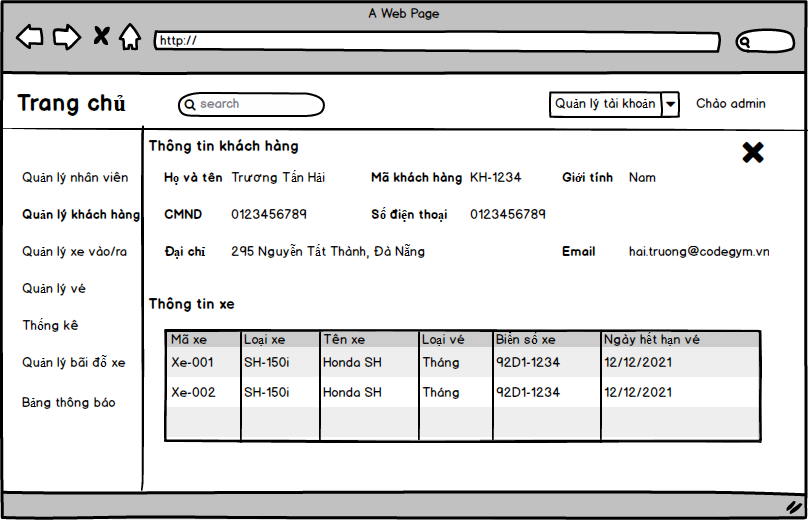 A Web Page
http://
Trang chủ
search
Quản lý tài khoản
Chào admin
Quản lý nhân viên
Quản lý khách hàng
Quản lý xe vào/ra
Quản lý vé
Thống kê
Quản lý bãi đỗ xe
Bảng thông báo
Thông tin khách hàng
Họ và tên Trương Tấn Hải Mã khách hàng KH-1234 Giới tính Nam
CMND 0123456789 Số điện thoại 0123456789
Đại chỉ 295 Nguyễn Tất Thành, Đà Nẵng Email hai.truong@codegym.vn
Thông tin xe
Mã xe Loại xe Tên xe Loại vé Biển số xe Ngày hết hạn vé
Xe-001 SH-150i Honda SH Tháng 92D1-1234 12/12/2021
Xe-002 SH-150i Honda SH Tháng 92D1-1234 12/12/2021